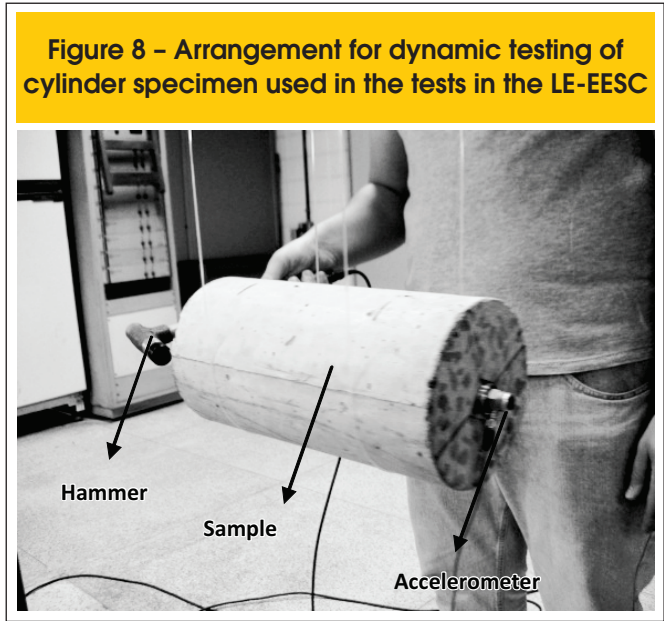 Figure 8 – Arrangement for dynamic testing of
cylinder specimen used in the tests in the LE-EESC
Hammer
Sample
Accelerometer